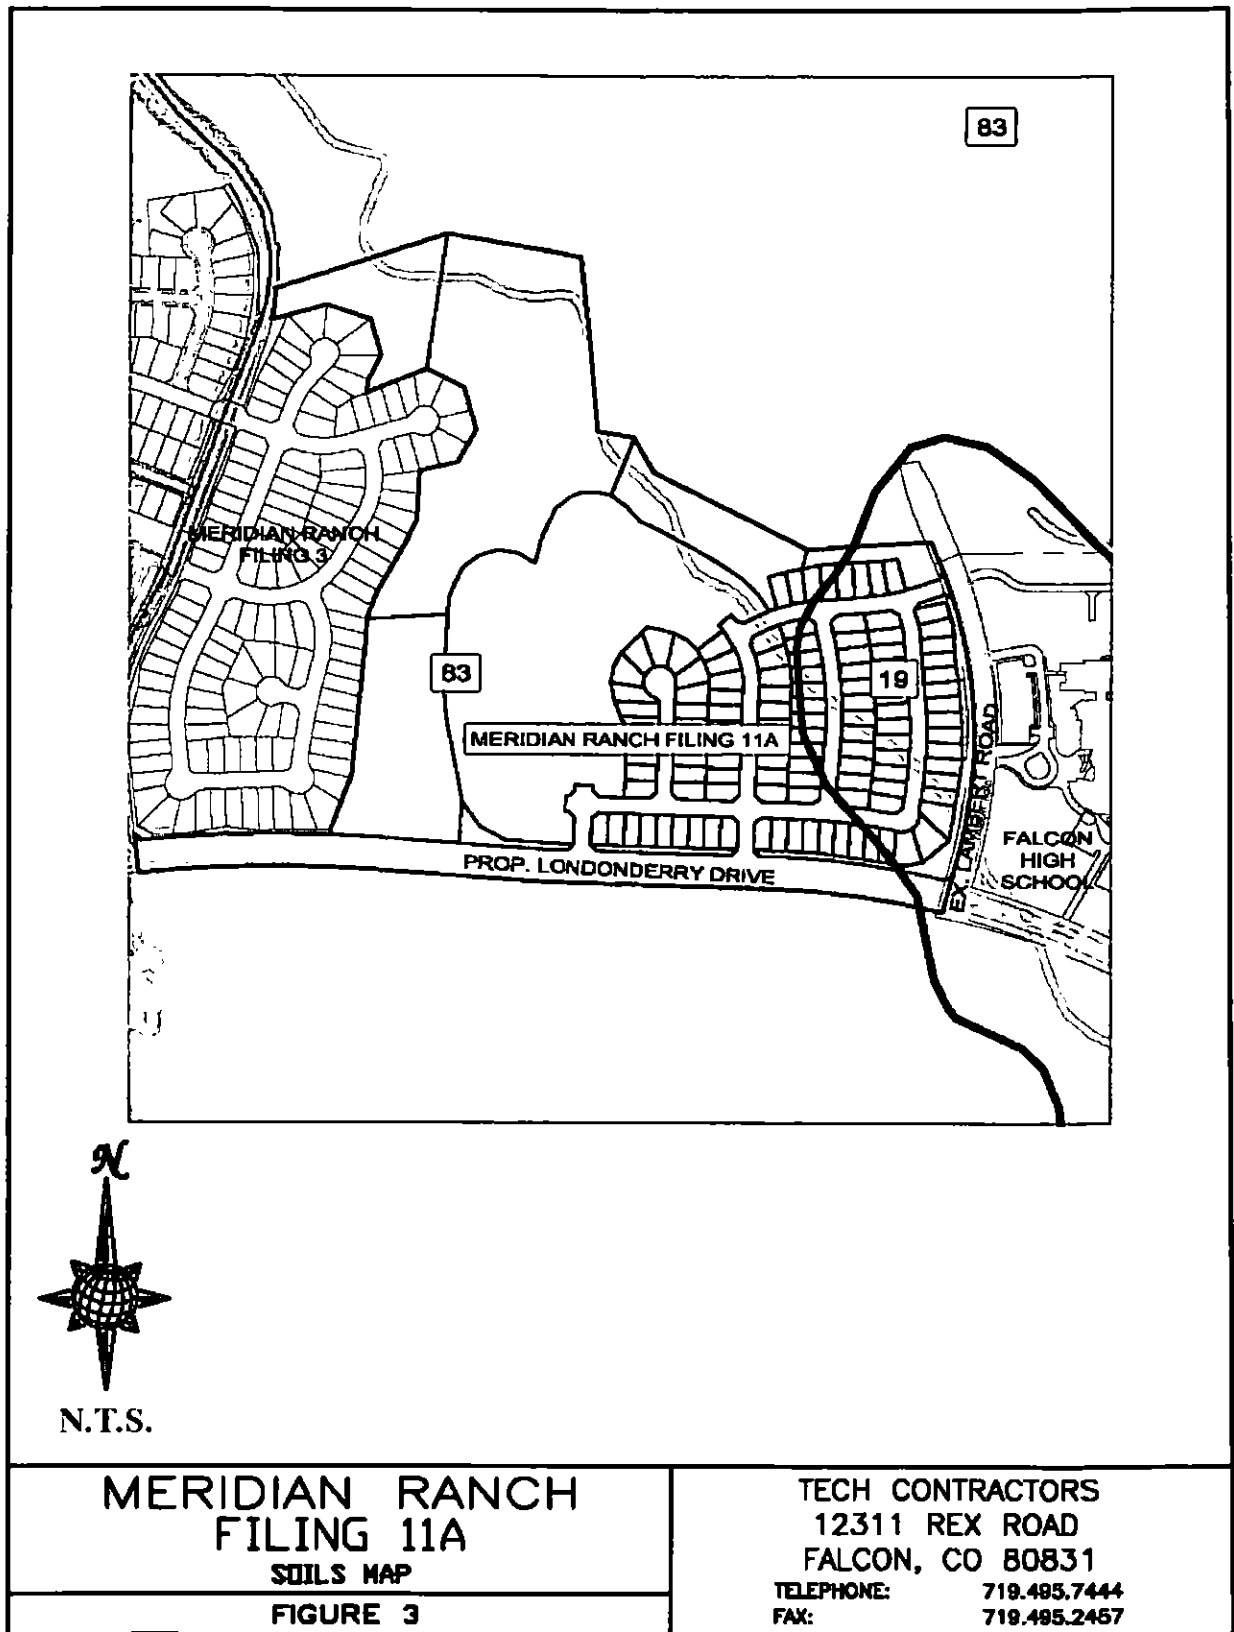 83
MERIDIAN RANCH
FILING 3
83
19
MERIDIAN RANCH FILING 11A
EX. LAMBERT ROAD
FALCON
HIGH
SCHOOL
PROP. LONDONDERRY DRIVE
N
N.T.S.
MERIDIAN RANCH
FILING 11A
SOILS MAP
FIGURE 3
TECH CONTRACTORS
12311 REX ROAD
FALCON, CO 80831
TELEPHONE: 719.495.7444
FAX: 719.495.2457